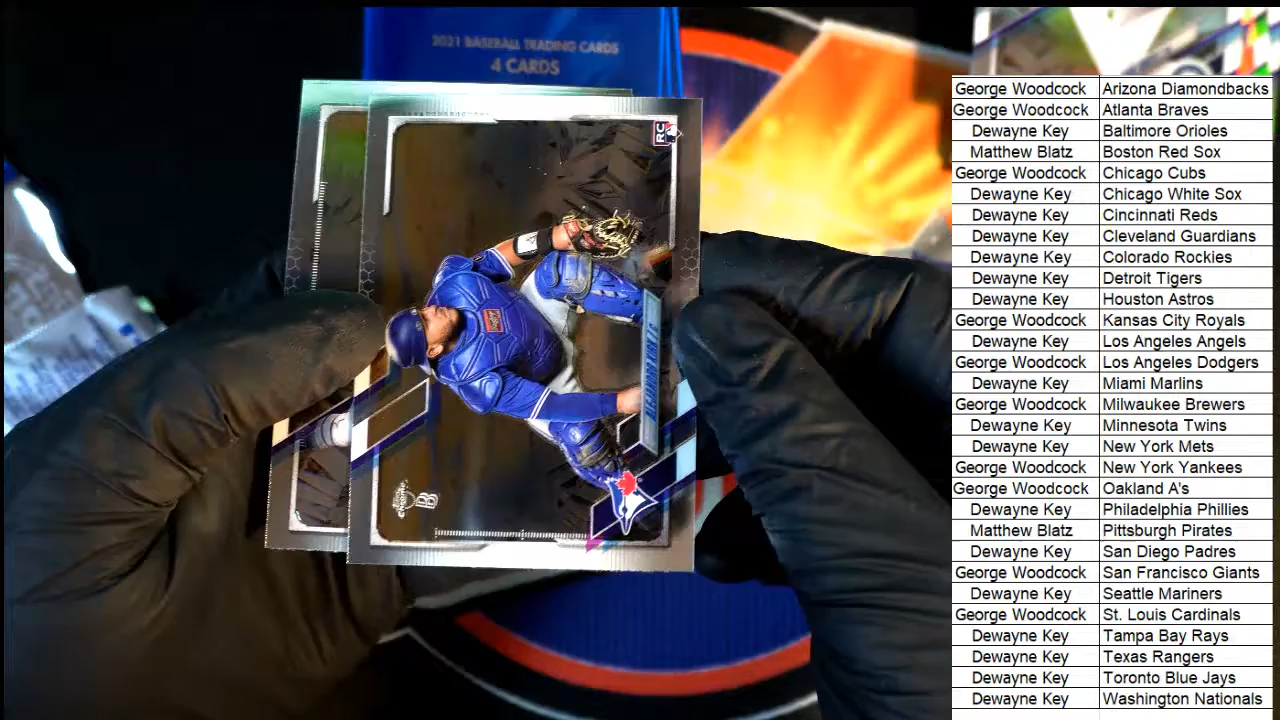 2021 BASEBALL TRADING CARDS
4 CARDS
RC
ALEJANDRO KIRK / C
George Woodcock Arizona Diamondbacks
George Woodcock Atlanta Braves
Dewayne Key Baltimore Orioles
Matthew Blatz Boston Red Sox
George Woodcock Chicago Cubs
Dewayne Key Chicago White Sox
Dewayne Key Cincinnati Reds
Dewayne Key Cleveland Guardians
Dewayne Key Colorado Rockies
Dewayne Key Detroit Tigers
Dewayne Key Houston Astros
George Woodcock Kansas City Royals
Dewayne Key Los Angeles Angels
George Woodcock Los Angeles Dodgers
Dewayne Key Miami Marlins
George Woodcock Milwaukee Brewers
Dewayne Key Minnesota Twins
Dewayne Key New York Mets
George Woodcock New York Yankees
George Woodcock Oakland A's
Dewayne Key Philadelphia Phillies
Matthew Blatz Pittsburgh Pirates
Dewayne Key San Diego Padres
George Woodcock San Francisco Giants
Dewayne Key Seattle Mariners
George Woodcock St. Louis Cardinals
Dewayne Key Tampa Bay Rays
Dewayne Key Texas Rangers
Dewayne Key Toronto Blue Jays
Dewayne Key Washington Nationals